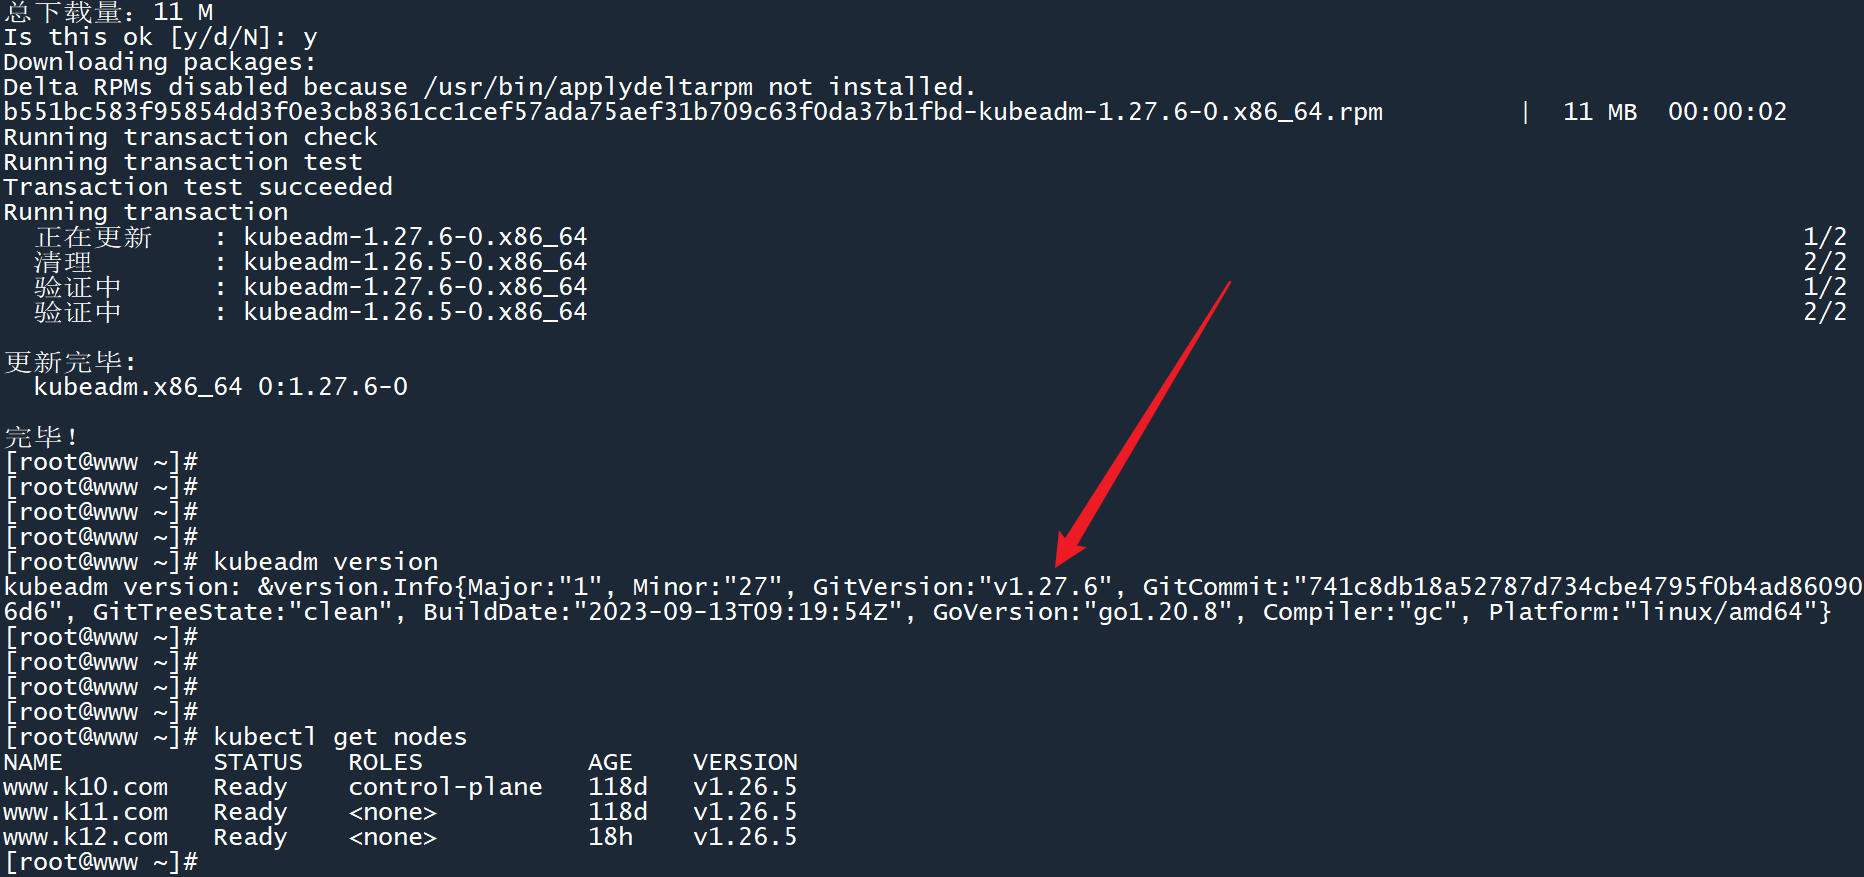 总下载量：11 M
Is this ok [y/d/N]: y
Downloading packages:
Delta RPMs disabled because /usr/bin/applydeltarpm not installed.
b551bc583f95854dd3f0e3cb8361cc1cef57ada75aef31b709c63f0da37b1fbd-kubeadm-1.27.6-0.x86_64.rpm | 11 MB 00:00:02
Running transaction check
Running transaction test
Transaction test succeeded
Running transaction
正在更新 : kubeadm-1.27.6-0.x86_64 1/2
清理 : kubeadm-1.26.5-0.x86_64 2/2
验证中 : kubeadm-1.27.6-0.x86_64 1/2
验证中 : kubeadm-1.26.5-0.x86_64 2/2
更新完毕:
kubeadm.x86_64 0:1.27.6-0
完毕！
[root@www ~]#
[root@www ~]#
[root@www ~]#
[root@www ~]#
[root@www ~]# kubeadm version
kubeadm version: &version.Info{Major:"1", Minor:"27", GitVersion:"v1.27.6", GitCommit:"741c8db18a52787d734cbe4795f0b4ad86090
6d6", GitTreeState:"clean", BuildDate:"2023-09-13T09:19:54Z", GoVersion:"go1.20.8", Compiler:"gc", Platform:"linux/amd64"}
[root@www ~]#
[root@www ~]#
[root@www ~]#
[root@www ~]#
[root@www ~]# kubectl get nodes
NAME STATUS ROLES AGE VERSION
www.k10.com Ready control-plane 118d v1.26.5
www.k11.com Ready <none> 118d v1.26.5
www.k12.com Ready <none> 18h v1.26.5
[root@www ~]#